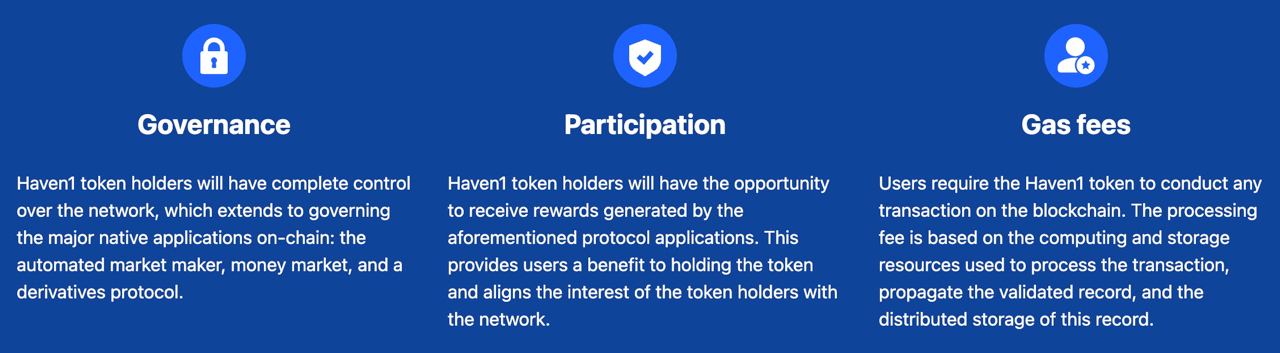 Governance
Haven1 token holders will have complete control
over the network, which extends to governing
the major native applications on-chain: the
automated market maker, money market, and a
derivatives protocol.
Participation
Haven1 token holders will have the opportunity
to receive rewards generated by the
aforementioned protocol applications. This
provides users a benefit to holding the token
and aligns the interest of the token holders with
the network.
Gas fees
Users require the Haven1 token to conduct any
transaction on the blockchain. The processing
fee is based on the computing and storage
resources used to process the transaction,
propagate the validated record, and the
distributed storage of this record.